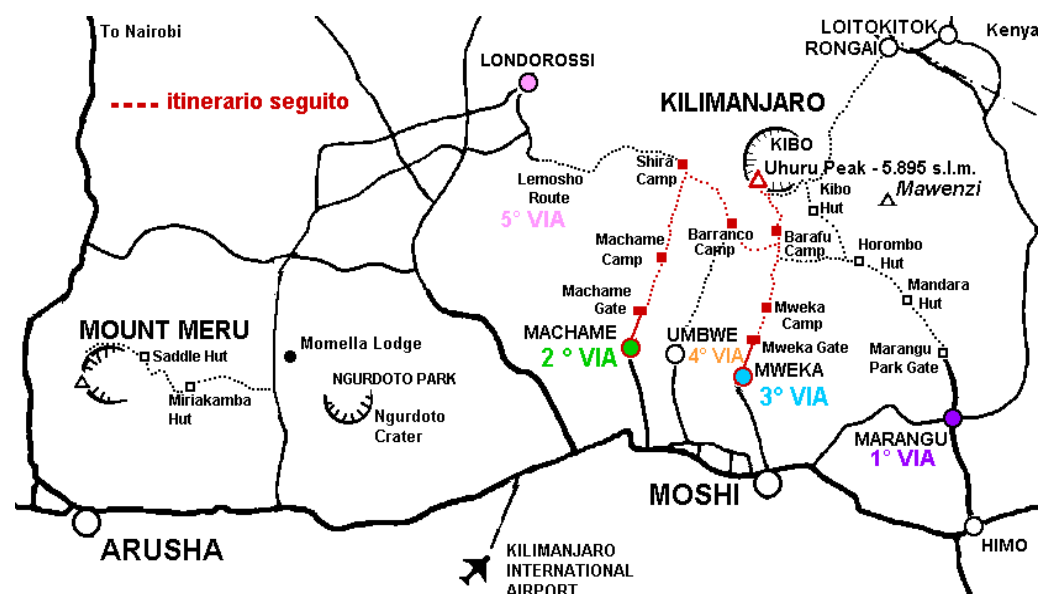 To Nairobi
LOITOKITOK
Kenya
RONGAI
LONDOROSSI
itinerario seguito
KILIMANJARO
KIBO
Uhuru Peak - 5.895 s.l.m.
Mawenzi
Shira
Camp
Kibo
Hut
Lemosho
Route
5° VIA
Machame
Camp
Barranco
Camp
Barafu
Camp
Horombo
Hut
Mandara
Hut
Machame
Gate
Mweka
Camp
MACHAME
2 ° VIA
UMBWE
4° VIA
Mweka Gate
MWEKA
3° VIA
Marangu
Park Gate
MARANGU
1° VIA
MOUNT MERU
Saddle Hut
Miriakamba
Hut
Momella Lodge
NGURDOTO PARK
Ngurdoto
Crater
MOSHI
ARUSHA
HIMO
KILIMANJARO
INTERNATIONAL
AIRPORT